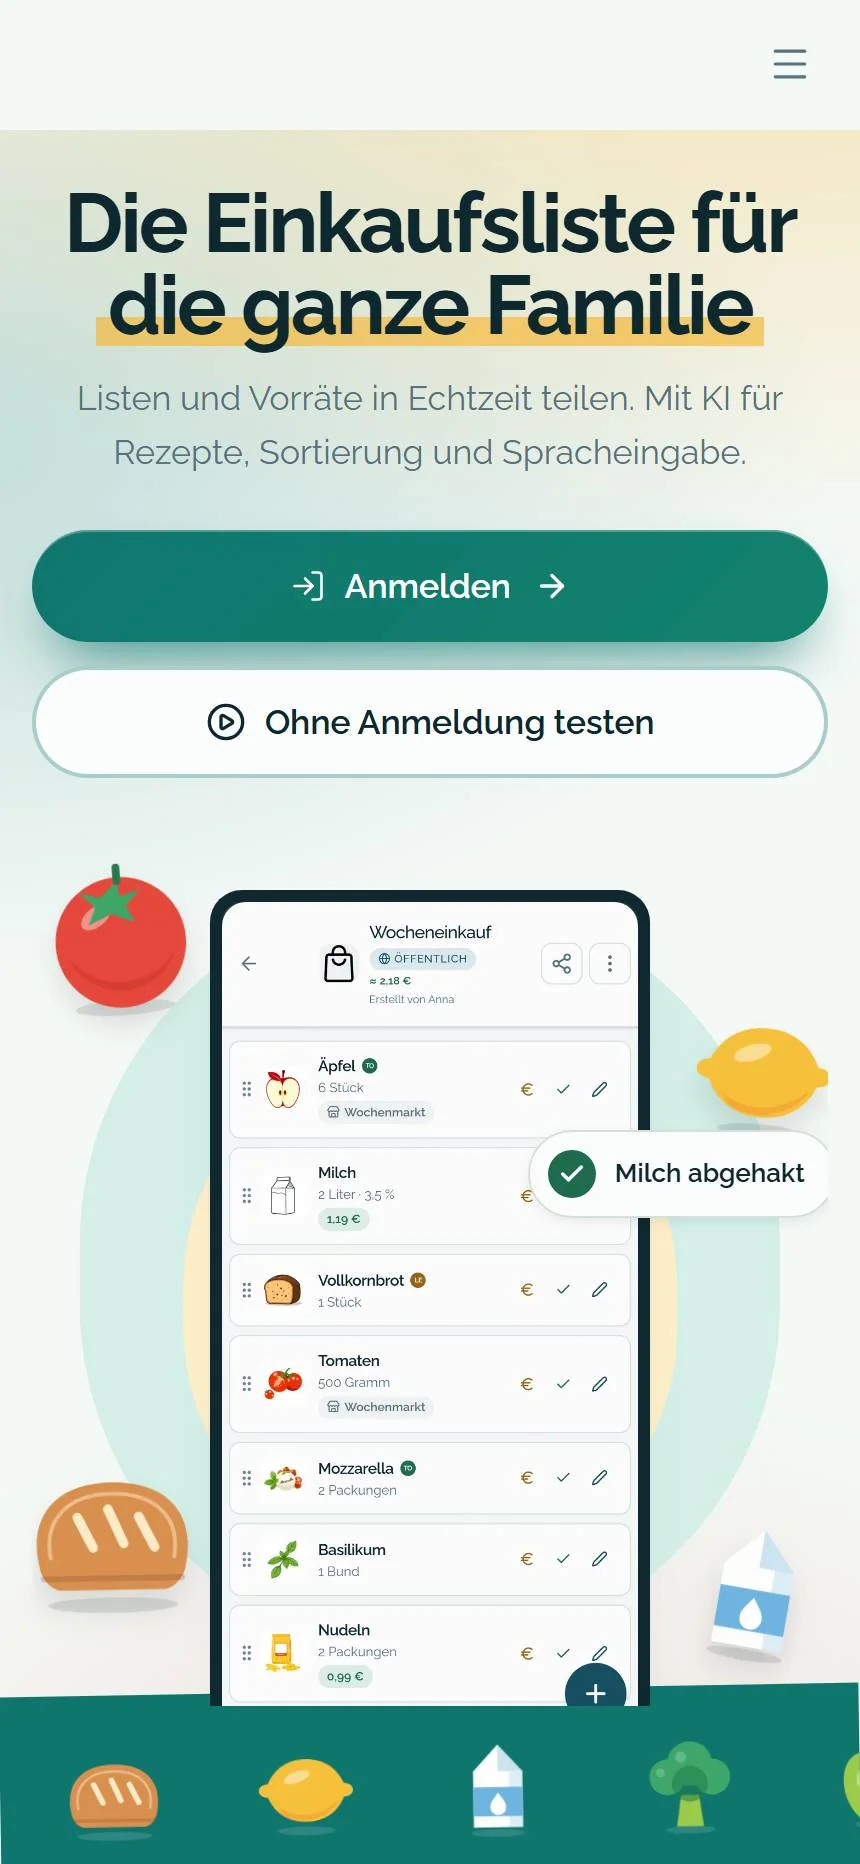 Die Einkaufsliste für
die ganze Familie
Listen und Vorräte in Echtzeit teilen. Mit KI für
Rezepte, Sortierung und Spracheingabe.
Anmelden
Ohne Anmeldung testen
Wocheneinkauf
ÖFFENTLICH
≈ 2,18 €
Erstellt von Anna
Äpfel TO
6 Stück
Wochenmarkt
€
Milch
2 Liter · 3,5 %
1,19 €
€
Milch abgehakt
Vollkornbrot LE
1 Stück
€
Tomaten
500 Gramm
Wochenmarkt
€
Mozzarella TO
2 Packungen
€
Basilikum
1 Bund
€
Nudeln
2 Packungen
0,99 €
€